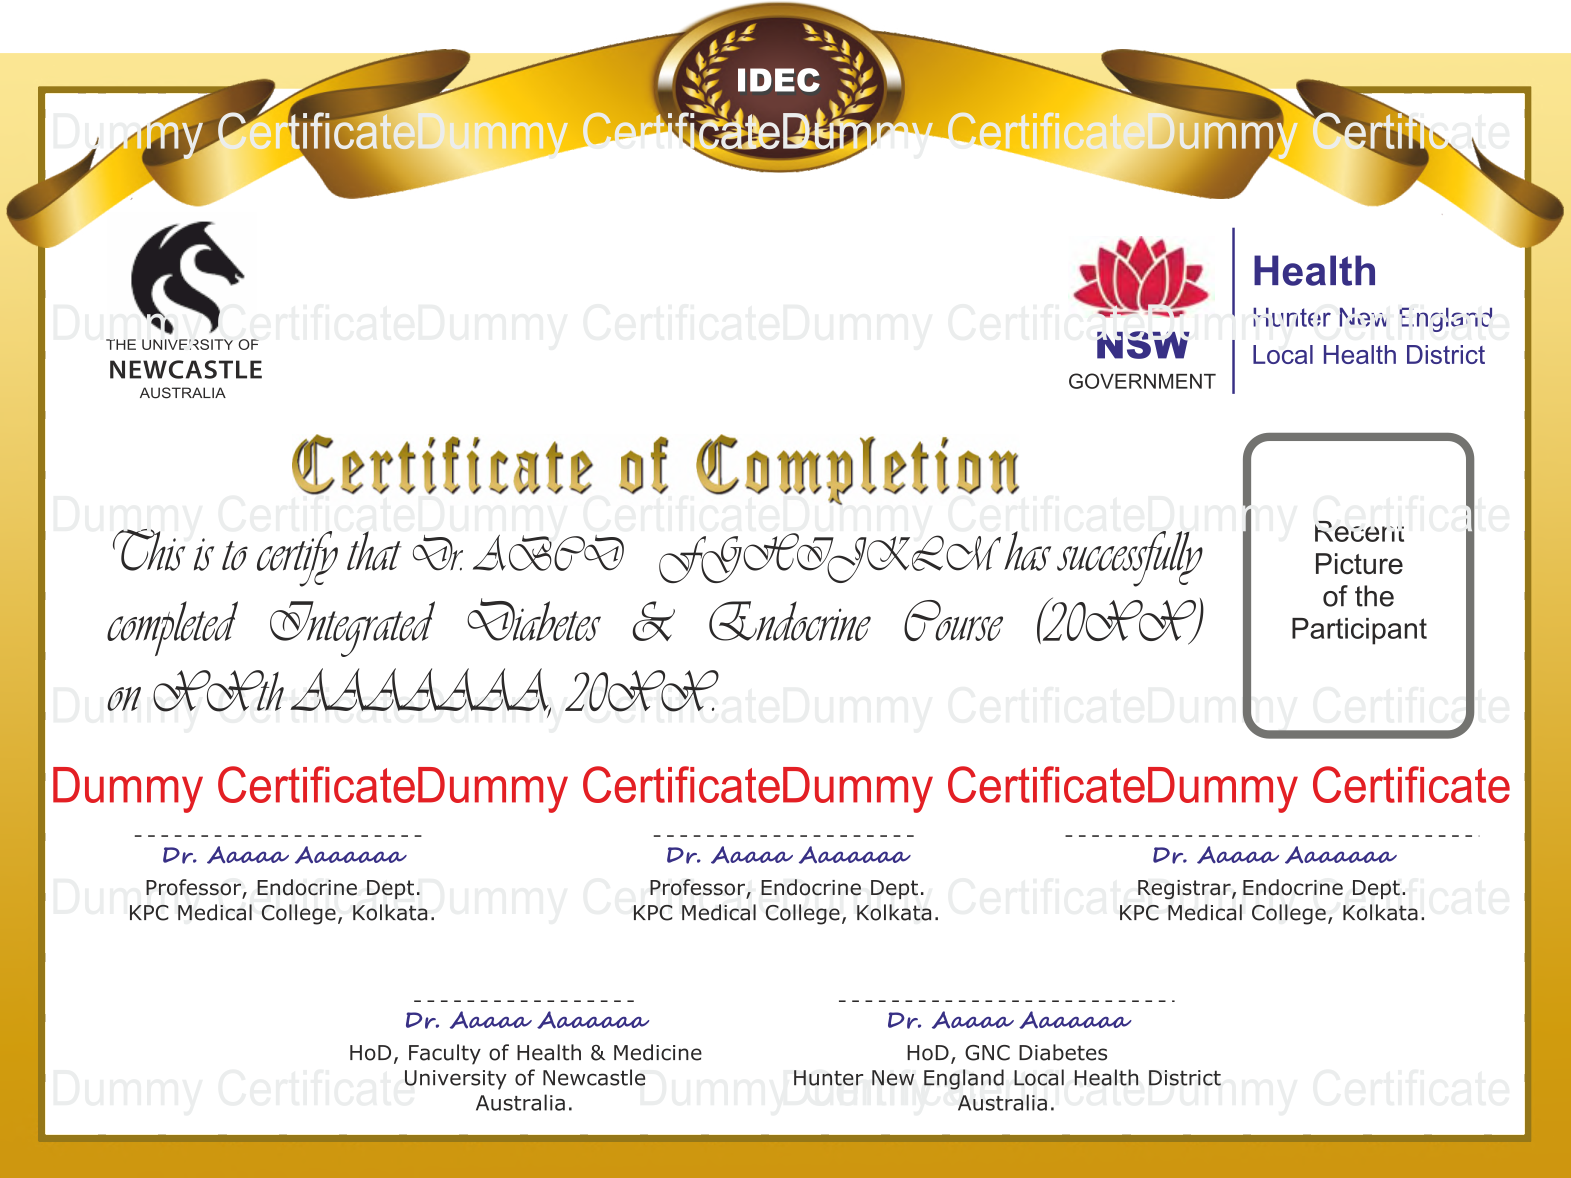 IDEC
Dummy CertificateDummy CertificateDummy CertificateDummy Certificate
THE UNIVERSITY OF
NEWCASTLE
AUSTRALIA
NSW
GOVERNMENT
Health
Hunter New England
Local Health District
Dummy CertificateDummy CertificateDummy CertificateDummy Certificate
Certificate of Completion
Dummy CertificateDummy CertificateDummy CertificateDummy Certificate
This is to certify that Dr. ABCD FGHIJKLM has successfully
completed Integrated Diabetes & Endocrine Course (20XX)
on XXth AAAAAAA, 20XX.
Recent
Picture
of the
Participant
Dummy CertificateDummy CertificateDummy CertificateDummy Certificate
Dummy CertificateDummy CertificateDummy CertificateDummy Certificate
Dr. Aaaaa Aaaaaaa
Professor, Endocrine Dept.
KPC Medical College, Kolkata.
Dr. Aaaaa Aaaaaaa
Professor, Endocrine Dept.
KPC Medical College, Kolkata.
Dr. Aaaaa Aaaaaaa
Registrar, Endocrine Dept.
KPC Medical College, Kolkata.
Dummy CertificateDummy CertificateDummy CertificateDummy Certificate
Dr. Aaaaa Aaaaaaa
HoD, Faculty of Health & Medicine
University of Newcastle
Australia.
Dr. Aaaaa Aaaaaaa
HoD, GNC Diabetes
Hunter New England Local Health District
Australia.
Dummy Certificate Dummy Certificate Dummy CertificateDummy Certificate